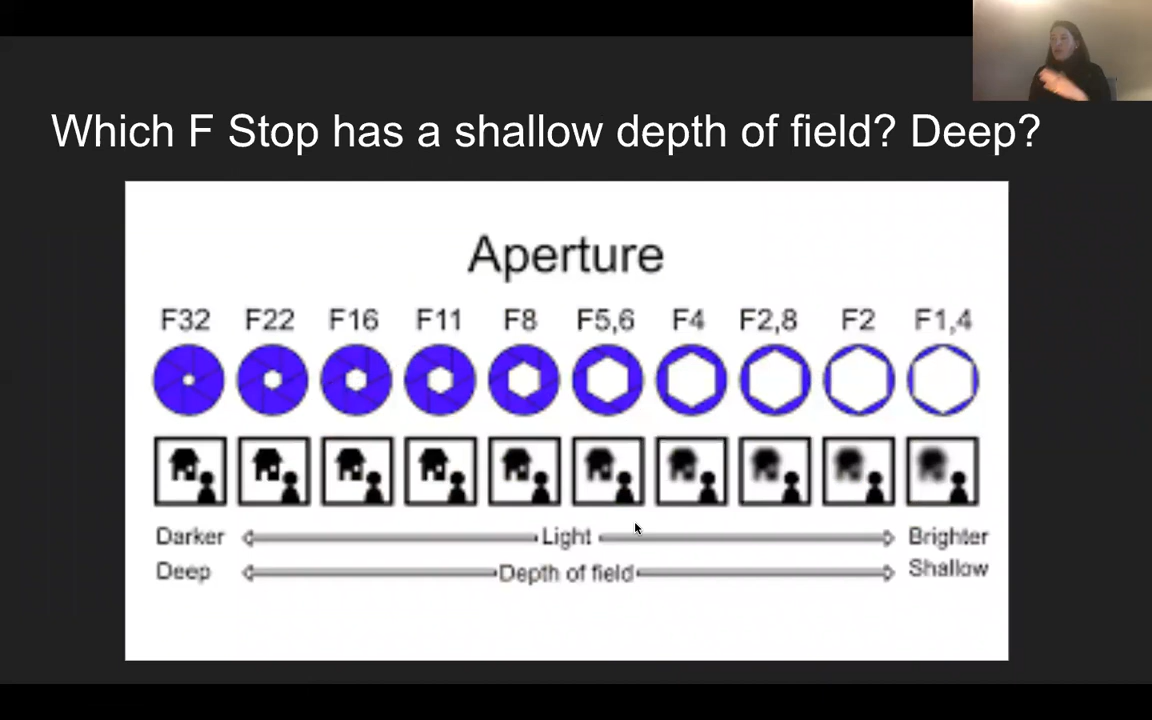 Which F Stop has a shallow depth of field? Deep?
Aperture
F32 F22 F16 F11 F8 F5,6 F4 F2,8 F2 F1,4
Darker Light Brighter
Deep Depth of field Shallow